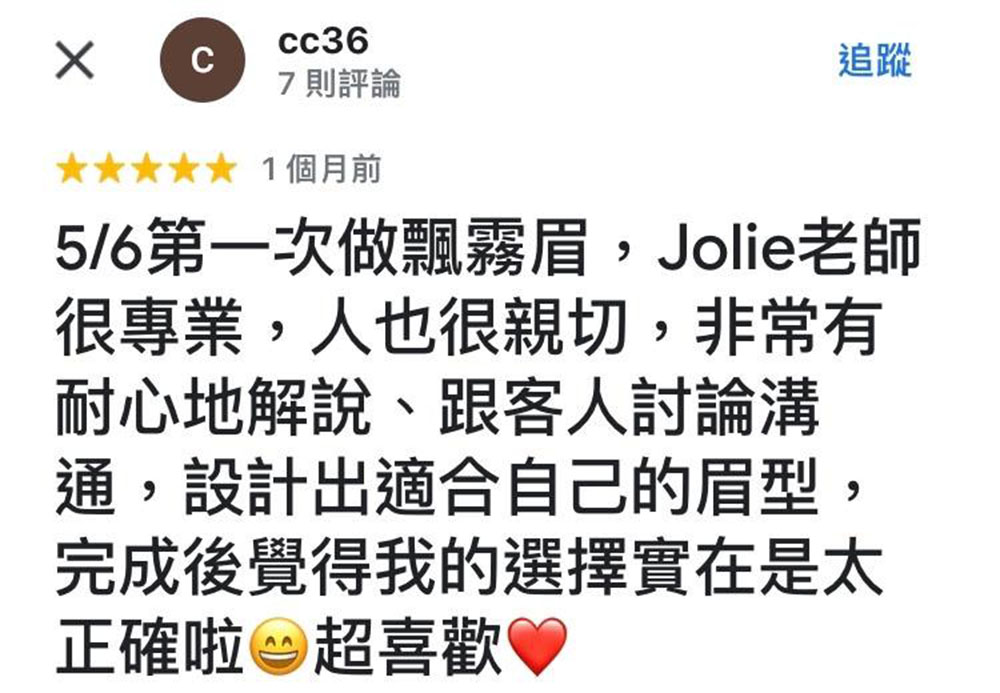 cc36
7 則評論
追蹤
C
★★★★★ 1 個月前
5/6第一次做飄霧眉，Jolie老師
很專業，人也很親切，非常有
耐心地解說、跟客人討論溝
通，設計出適合自己的眉型，
完成後覺得我的選擇實在是太
正確啦😄超喜歡❤️